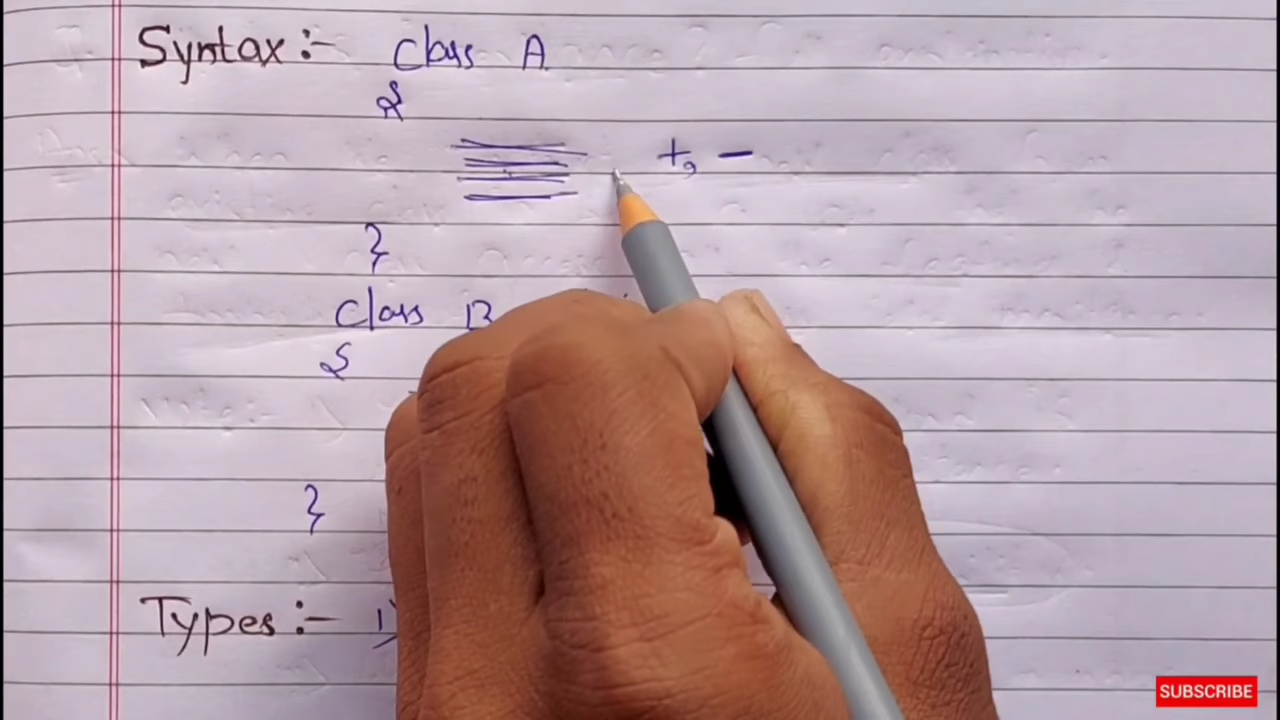 Syntax :- Class A
{
+, -
}
Class B
{
}
Types :- 1)
SUBSCRIBE